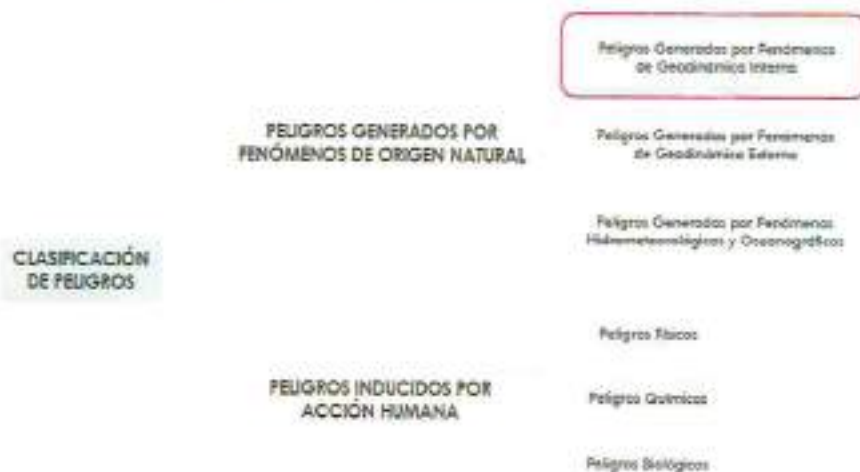 Peligros Generados por Fenómenos
de Geodinámica Interna
PELIGROS GENERADOS POR
FENÓMENOS DE ORIGEN NATURAL
Peligros Generados por Fenómenos
de Geodinámica Externa
Peligros Generados por Fenómenos
Hidrometeorológicos y Oceanográficos
CLASIFICACIÓN
DE PELIGROS
Peligros Físicos
PELIGROS INDUCIDOS POR
ACCIÓN HUMANA
Peligros Químicos
Peligros Biológicos